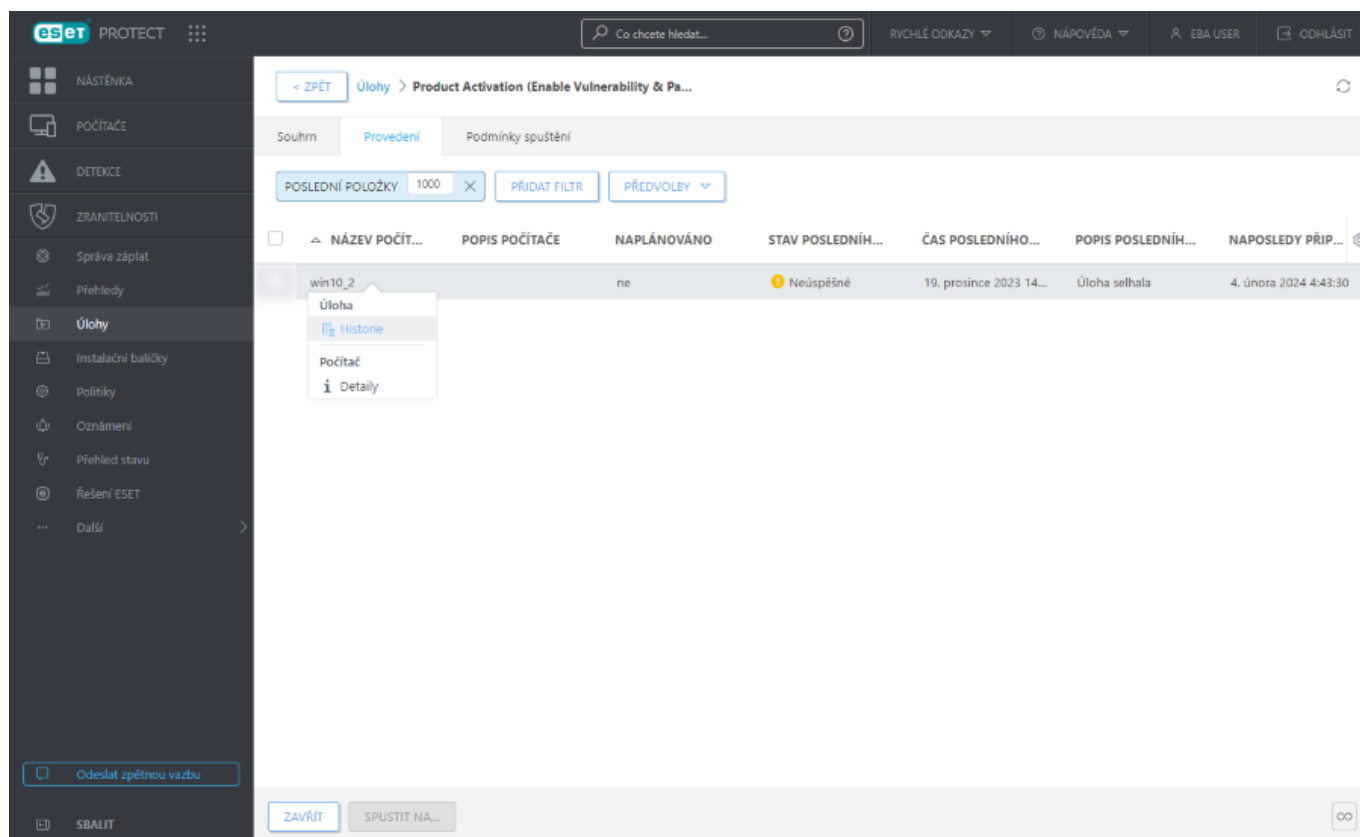 eset PROTECT
Co chcete hledat...
RYCHLÉ ODKAZY
NÁPOVĚDA
EBA USER
ODHLÁSIT
NÁSTĚNKA
POČÍTAČE
DETEKCE
ZRANITELNOSTI
Správa záplat
Přehledy
Úlohy
Instalační balíčky
Politiky
Oznámení
Přehled stavu
Řešení ESET
Další
Odeslat zpětnou vazbu
SBALIT
< ZPĚT
Úlohy > Product Activation (Enable Vulnerability & Pa...
Souhrn
Provedení
Podmínky spuštění
POSLEDNÍ POLOŽKY 1000
PŘIDAT FILTR
PŘEDVOLBY
NÁZEV POČÍT... POPIS POČÍTAČE NAPLÁNOVÁNO STAV POSLEDNÍH... ČAS POSLEDNÍHO... POPIS POSLEDNÍH... NAPOSLEDY PŘIP...
win10_2 ne Neúspěšné 19. prosince 2023 14... Úloha selhala 4. února 2024 4:43:30
Úloha
Historie
Počítač
Detaily
ZAVŘÍT
SPUSTIT NA...